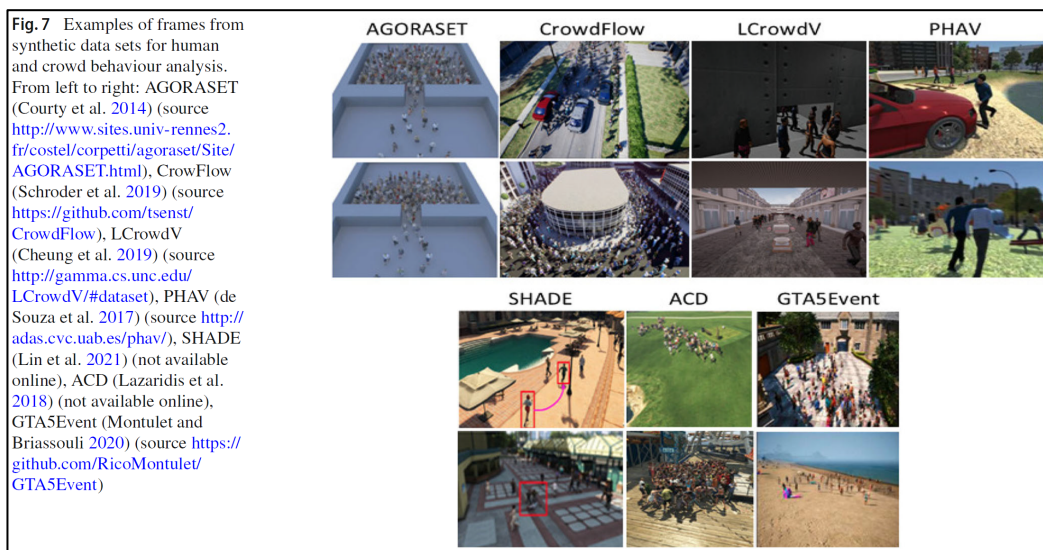 Fig. 7 Examples of frames from
synthetic data sets for human
and crowd behaviour analysis.
From left to right: AGORASET
(Courty et al. 2014) (source
http://www.sites.univ-rennes2.
fr/costel/corpetti/agoraset/Site/
AGORASET.html), CrowFlow
(Schroder et al. 2019) (source
https://github.com/tsenst/
CrowdFlow), LCrowdV
(Cheung et al. 2019) (source
http://gamma.cs.unc.edu/
LCrowdV/#dataset), PHAV (de
Souza et al. 2017) (source http://
adas.cvc.uab.es/phav/), SHADE
(Lin et al. 2021) (not available
online), ACD (Lazaridis et al.
2018) (not available online),
GTA5Event (Montulet and
Briassouli 2020) (source https://
github.com/RicoMontulet/
GTA5Event)
AGORASET CrowdFlow LCrowdV PHAV
SHADE ACD GTA5Event